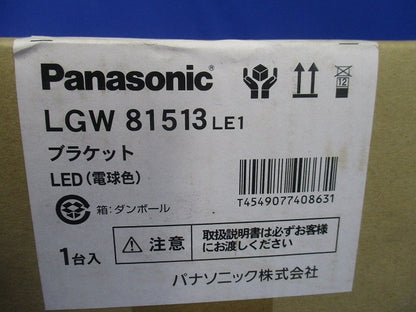 Panasonic®
LGW 81513 LE1
ブラケット
LED(電球色)
箱:ダンボール
1台入
12
T4549077408631
⚠注意
取扱説明書は必ずお客様
にお渡しください
パナソニック株式会社